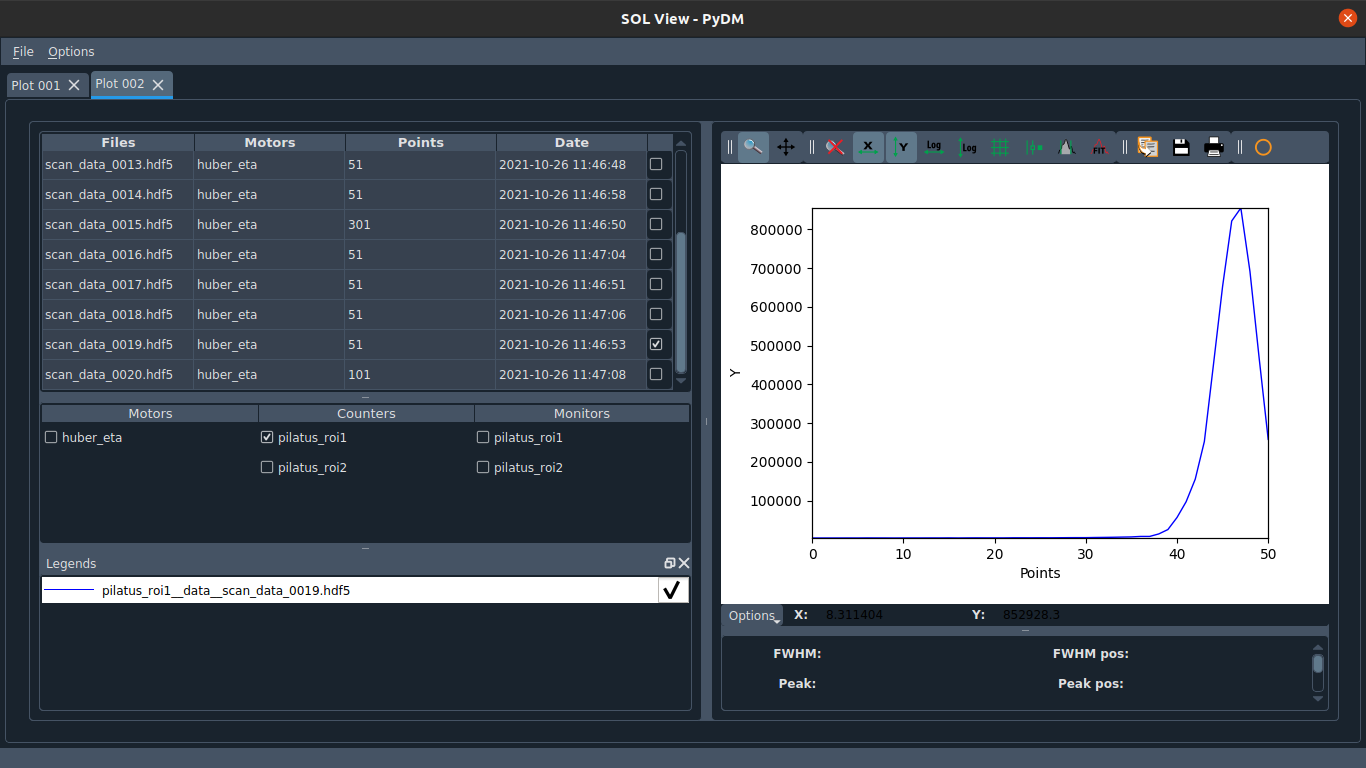 SOL View - PyDM
File Options
Plot 001 Plot 002
Files Motors Points Date
scan_data_0013.hdf5 huber_eta 51 2021-10-26 11:46:48
scan_data_0014.hdf5 huber_eta 51 2021-10-26 11:46:58
scan_data_0015.hdf5 huber_eta 301 2021-10-26 11:46:50
scan_data_0016.hdf5 huber_eta 51 2021-10-26 11:47:04
scan_data_0017.hdf5 huber_eta 51 2021-10-26 11:46:51
scan_data_0018.hdf5 huber_eta 51 2021-10-26 11:47:06
scan_data_0019.hdf5 huber_eta 51 2021-10-26 11:46:53
scan_data_0020.hdf5 huber_eta 101 2021-10-26 11:47:08
Motors Counters Monitors
huber_eta pilatus_roi1 pilatus_roi1
pilatus_roi2 pilatus_roi2
Legends
pilatus_roi1__data__scan_data_0019.hdf5
X Y Log Log FIT
800000
700000
600000
500000
400000
300000
200000
100000
Y
0 10 20 30 40 50
Points
Options X: 8.311404 Y: 852928.3
FWHM: FWHM pos:
Peak: Peak pos: